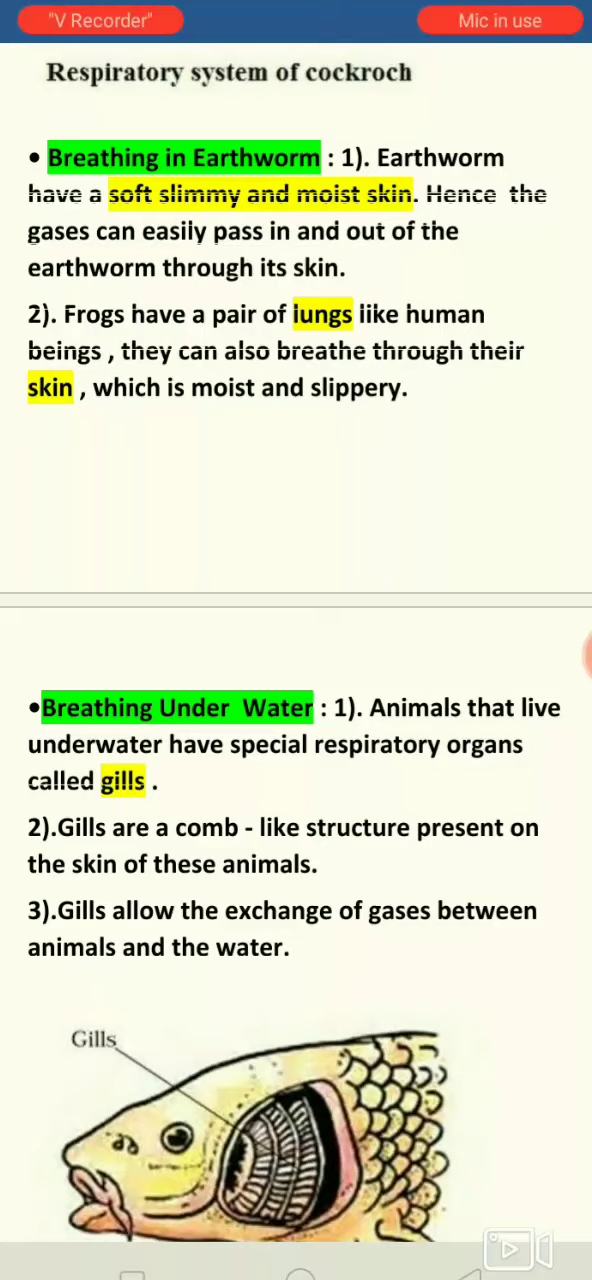 "V Recorder"
Mic in use
Respiratory system of cockroch
• Breathing in Earthworm : 1). Earthworm
have a soft slimmy and moist skin. Hence the
gases can easily pass in and out of the
earthworm through its skin.
2). Frogs have a pair of lungs like human
beings , they can also breathe through their
skin , which is moist and slippery.
•Breathing Under Water : 1). Animals that live
underwater have special respiratory organs
called gills .
2).Gills are a comb - like structure present on
the skin of these animals.
3).Gills allow the exchange of gases between
animals and the water.
Gills